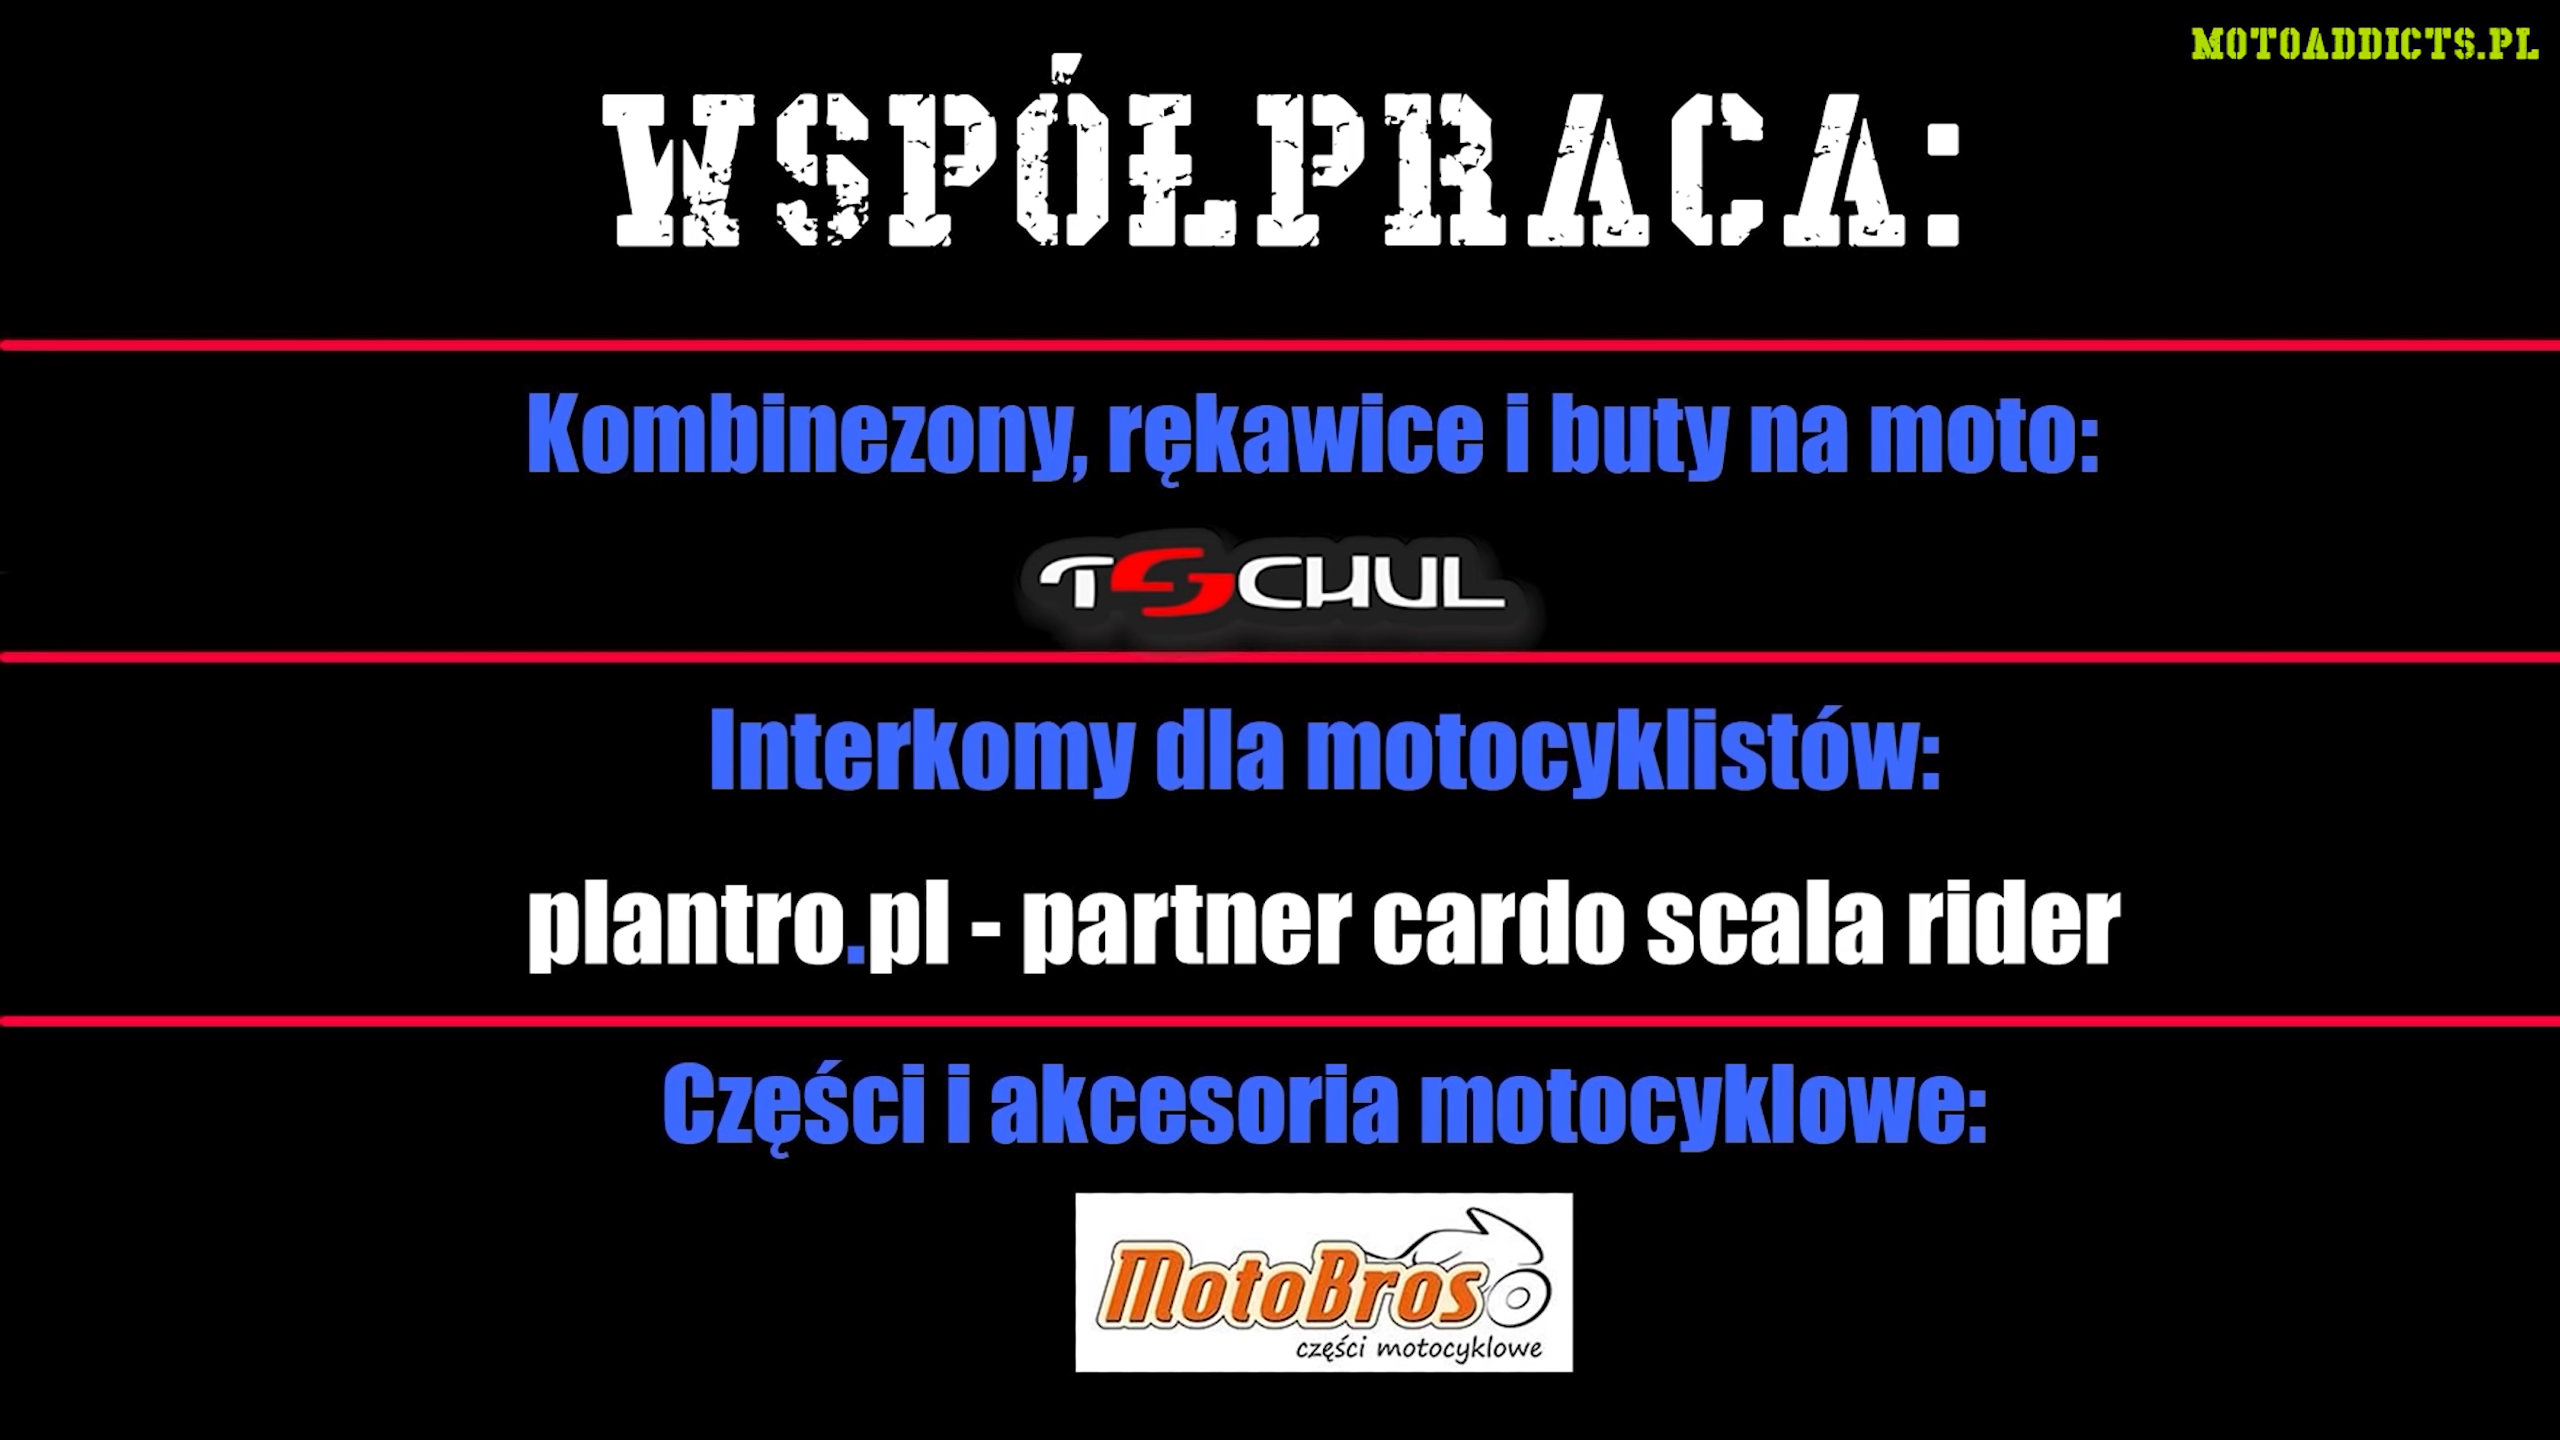 MOTOADDICTS.PL
WSPÓŁPRACA:
Kombinezony, rękawice i buty na moto:
TSCHUL
Interkomy dla motocyklistów:
plantro.pl - partner cardo scala rider
Części i akcesoria motocyklowe:
MotoBros
części motocyklowe